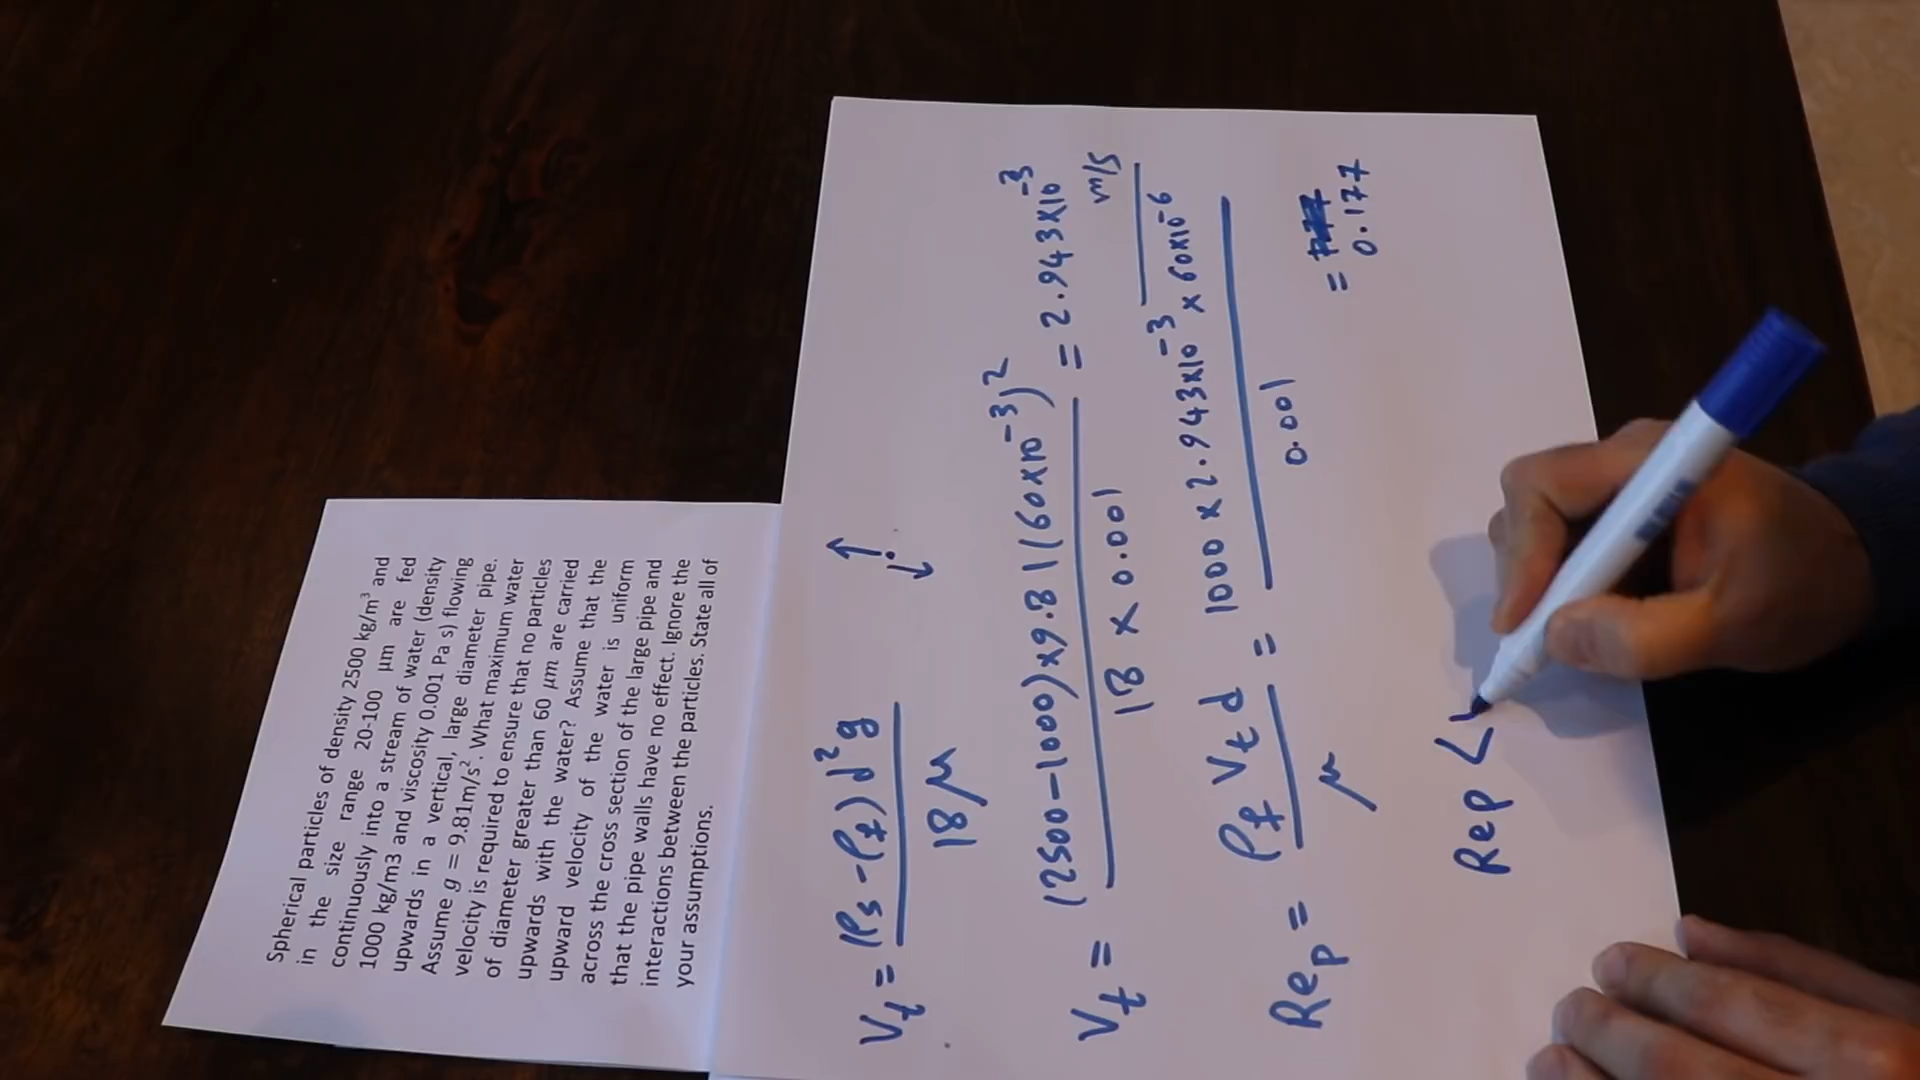 Spherical particles of density 2500 kg/m³ and
in the size range 20-100 μm are fed
continuously into a stream of water (density
1000 kg/m3 and viscosity 0.001 Pa s) flowing
upwards in a vertical, large diameter pipe.
Assume g = 9.81m/s². What maximum water
velocity is required to ensure that no particles
of diameter greater than 60 μm are carried
upwards with the water? Assume that the
upward velocity of the water is uniform
across the cross section of the large pipe and
that the pipe walls have no effect. Ignore the
interactions between the particles. State all of
your assumptions.
Vt = (ρs - ρf) d² g
18 μ
Vt = (2500-1000)×9.81(60×10⁻³)² = 2.943×10⁻³
18 × 0.001
m/s
Rep = ρf Vt d = 1000 × 2.943×10⁻³ × 60×10⁻⁶
μ
0.001
=
0.177
Rep <